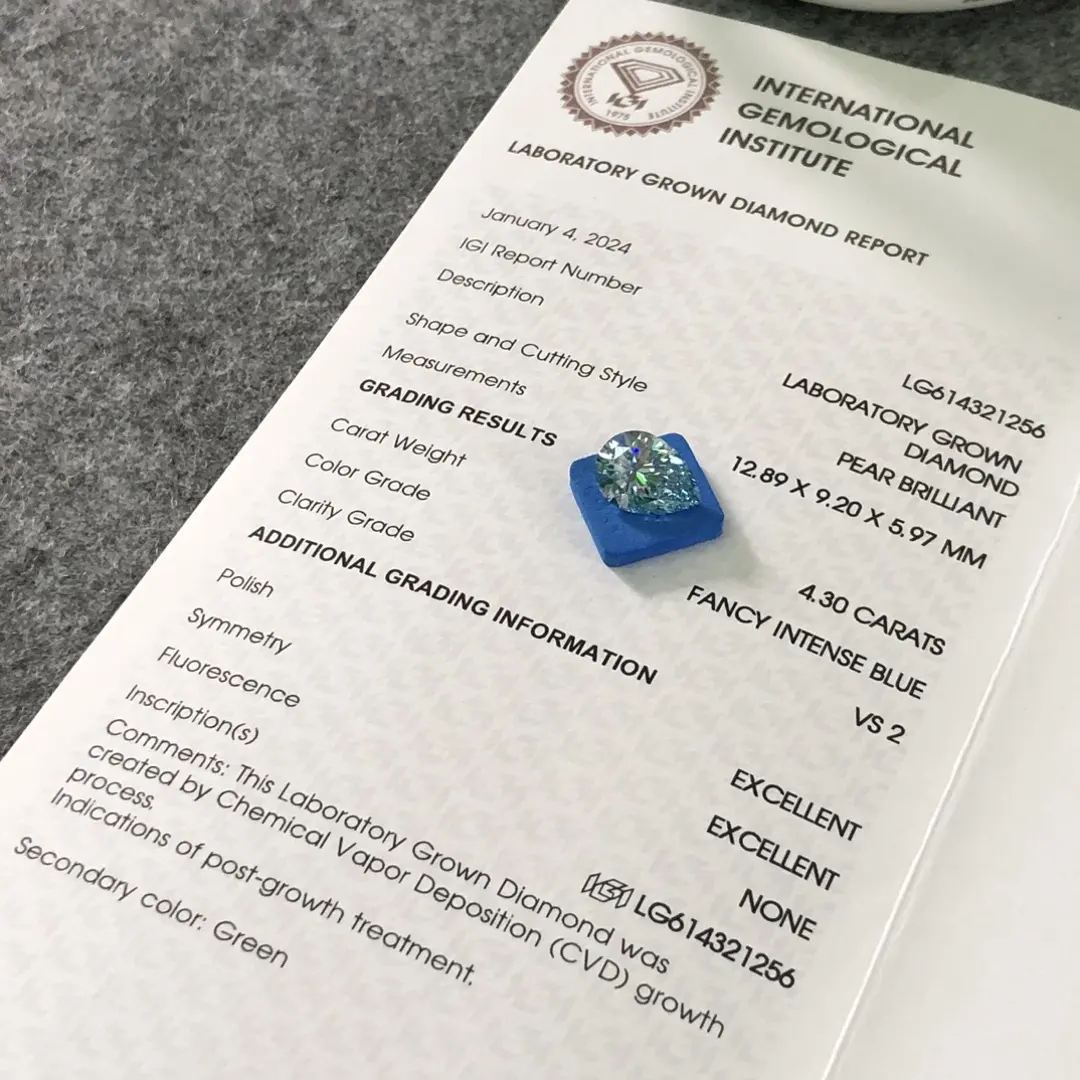 INTERNATIONAL GEMOLOGICAL INSTITUTE
IGI
1975
INTERNATIONAL
GEMOLOGICAL
INSTITUTE
LABORATORY GROWN DIAMOND REPORT
January 4, 2024
IGI Report Number LG614321256
Description LABORATORY GROWN
DIAMOND
Shape and Cutting Style PEAR BRILLIANT
Measurements 12.89 X 9.20 X 5.97 MM
GRADING RESULTS
Carat Weight 4.30 CARATS
Color Grade FANCY INTENSE BLUE
Clarity Grade VS 2
ADDITIONAL GRADING INFORMATION
Polish EXCELLENT
Symmetry EXCELLENT
Fluorescence NONE
Inscription(s) IGI LG614321256
Comments: This Laboratory Grown Diamond was
created by Chemical Vapor Deposition (CVD) growth
process.
Indications of post-growth treatment.
Secondary color: Green